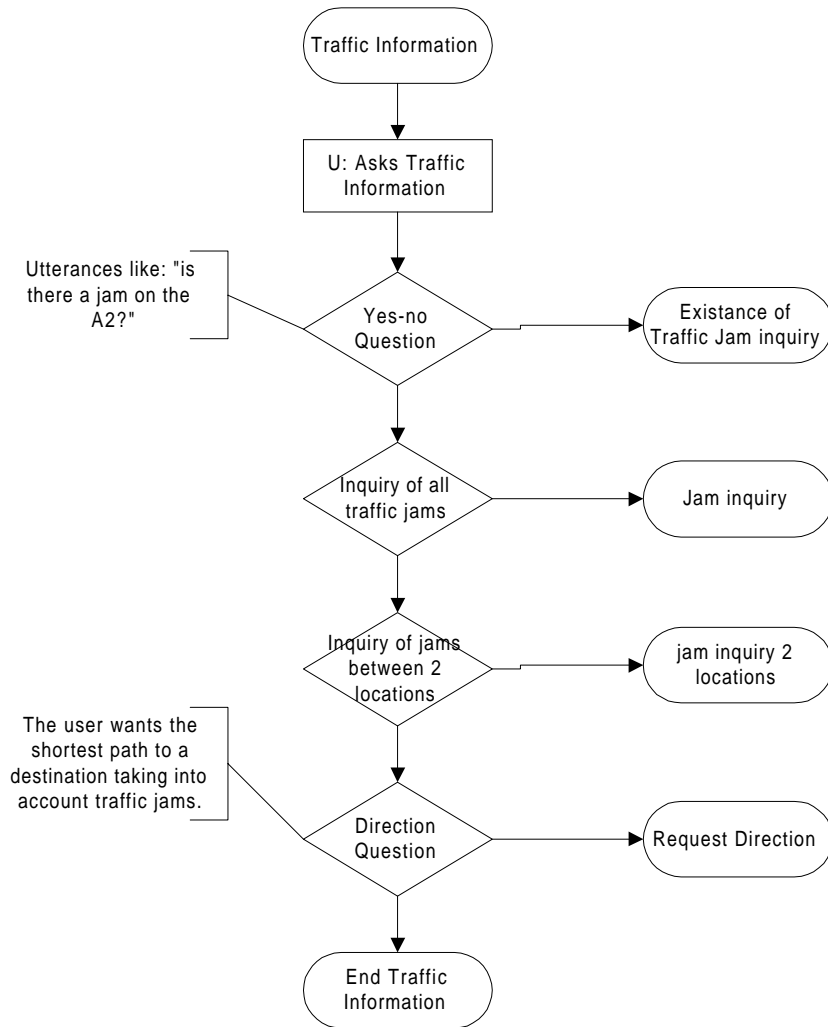 Traffic Information
U: Asks Traffic
Information
Utterances like: "is
there a jam on the
A2?"
Yes-no
Question
Existance of
Traffic Jam inquiry
Inquiry of all
traffic jams
Jam inquiry
Inquiry of jams
between 2
locations
jam inquiry 2
locations
The user wants the
shortest path to a
destination taking into
account traffic jams.
Direction
Question
Request Direction
End Traffic
Information